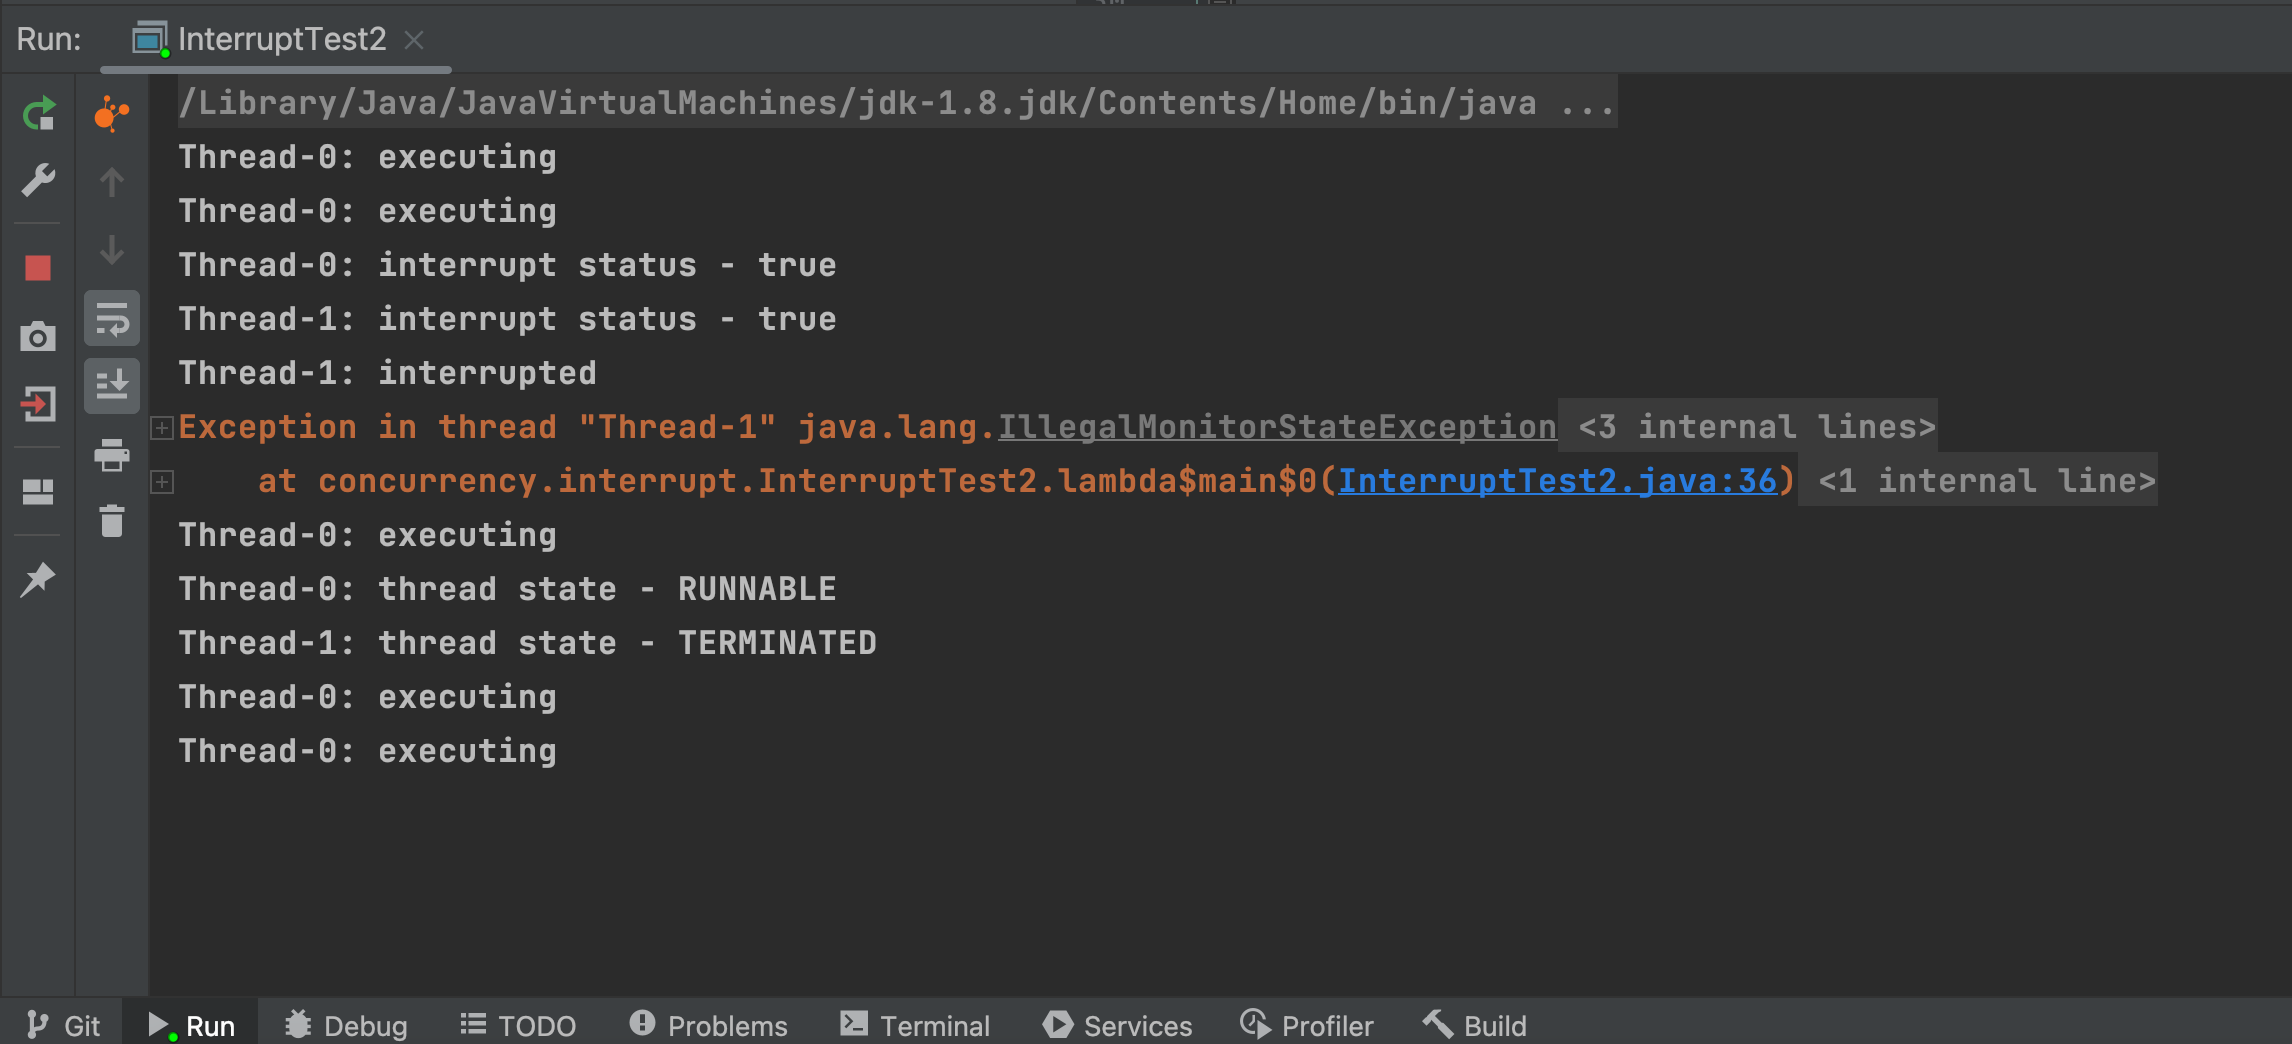 Run: InterruptTest2
/Library/Java/JavaVirtualMachines/jdk-1.8.jdk/Contents/Home/bin/java ...
Thread-0: executing
Thread-0: executing
Thread-0: interrupt status - true
Thread-1: interrupt status - true
Thread-1: interrupted
Exception in thread "Thread-1" java.lang.IllegalMonitorStateException <3 internal lines>
at concurrency.interrupt.InterruptTest2.lambda$main$0(InterruptTest2.java:36) <1 internal line>
Thread-0: executing
Thread-0: thread state - RUNNABLE
Thread-1: thread state - TERMINATED
Thread-0: executing
Thread-0: executing
Git Run Debug TODO Problems Terminal Services Profiler Build